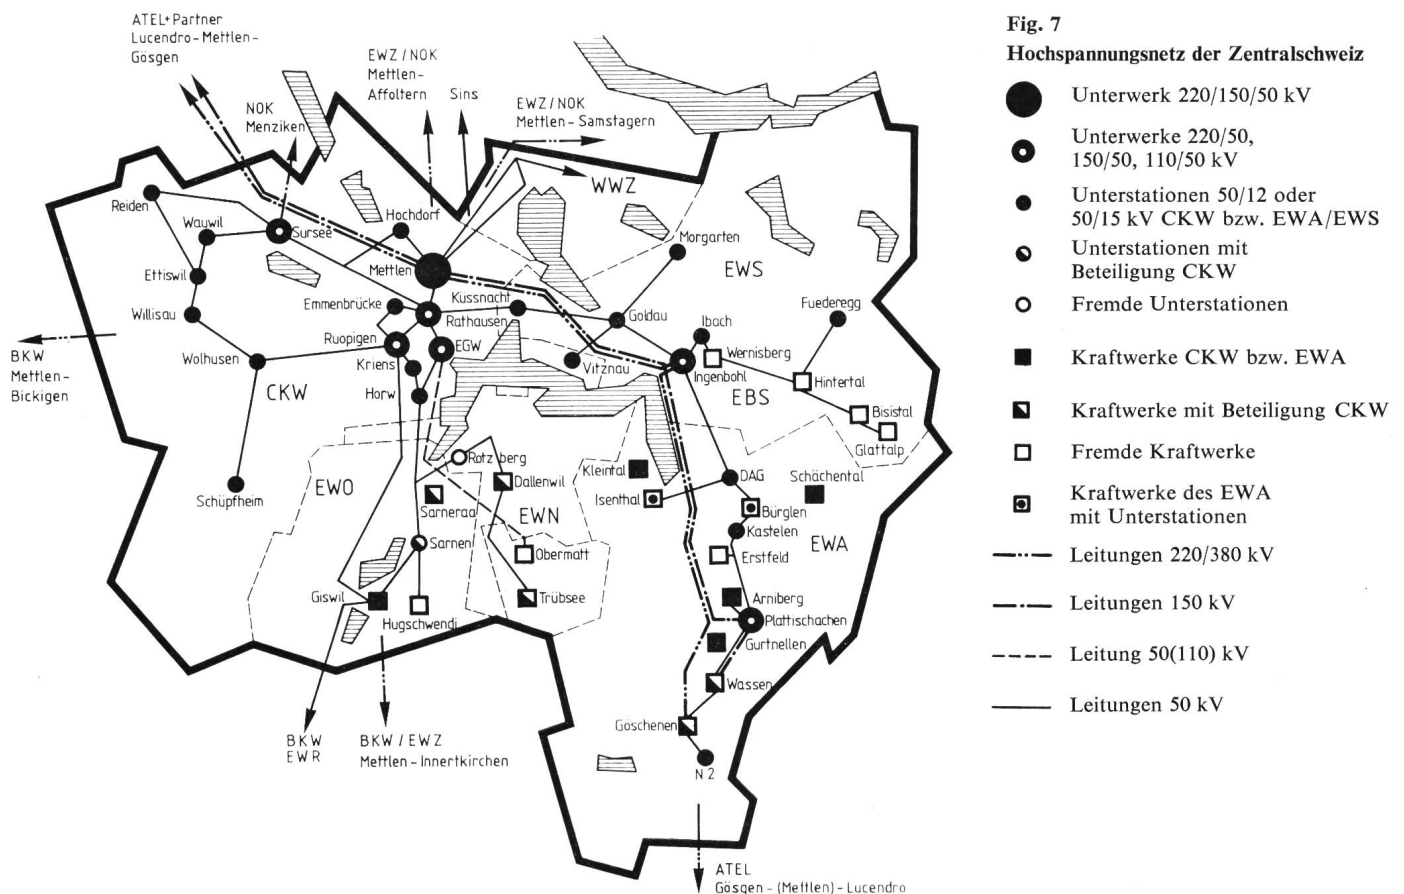 ATEL+Partner
Lucendro-Mettlen-
Gösgen
EWZ/NOK
Mettlen-
Affoltern
Sins
EWZ/NOK
Mettlen-Samstagern
NOK
Menziken
WWZ
Reiden
Wauwil
Sursee
Hochdorf
Mettlen
Morgarten
EWS
Ettiswil
Willisau
Emmenbrücke
Küssnacht
Rathausen
Goldau
Ibach
Fuederegg
Ruopigen
EGW
Wernisberg
BKW
Mettlen-
Bickigen
Wolhusen
Kriens
Vitznau
Ingenbohl
Hintertal
CKW
Horw
EBS
Bisistal
Glattalp
Rotzberg
Kleintal
DAG
Schächental
Schüpfheim
EWO
Dallenwil
Isenthal
Sarneraa
EWN
Bürglen
Kastelen
EWA
Sarnen
Obermatt
Erstfeld
Giswil
Hugschwendi
Trübsee
Arniberg
Plattischachen
Gurtnellen
Wassen
Göschenen
N2
BKW
EWR
BKW/EWZ
Mettlen-Innertkirchen
ATEL
Gösgen-(Mettlen)-Lucendro
Fig. 7
Hochspannungsnetz der Zentralschweiz
Unterwerk 220/150/50 kV
Unterwerke 220/50,
150/50, 110/50 kV
Unterstationen 50/12 oder
50/15 kV CKW bzw. EWA/EWS
Unterstationen mit
Beteiligung CKW
Fremde Unterstationen
Kraftwerke CKW bzw. EWA
Kraftwerke mit Beteiligung CKW
Fremde Kraftwerke
Kraftwerke des EWA
mit Unterstationen
Leitungen 220/380 kV
Leitungen 150 kV
Leitung 50(110) kV
Leitungen 50 kV